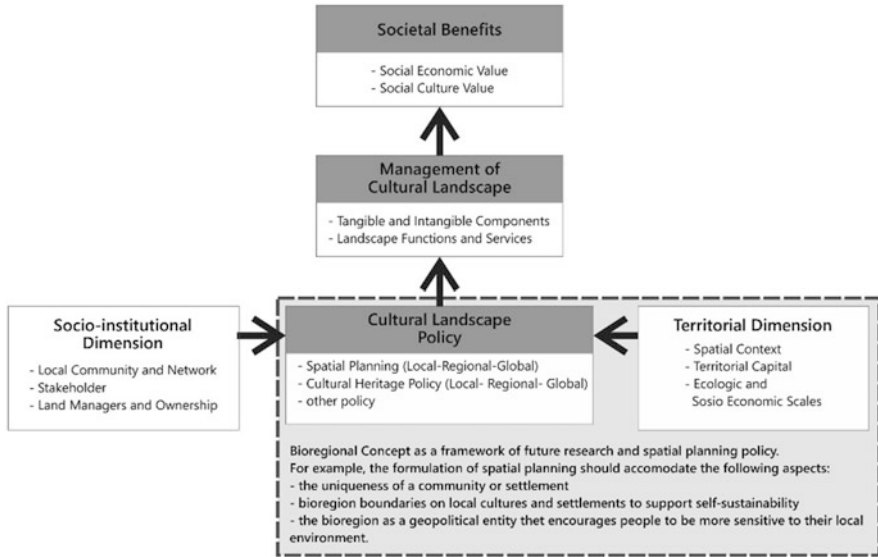 Societal Benefits
- Social Economic Value
- Social Culture Value
Management of
Cultural Landscape
- Tangible and Intangible Components
- Landscape Functions and Services
Socio-institutional
Dimension
- Local Community and Network
- Stakeholder
- Land Managers and Ownership
Cultural Landscape
Policy
- Spatial Planning (Local-Regional-Global)
- Cultural Heritage Policy (Local- Regional- Global)
- other policy
Territorial Dimension
- Spatial Context
- Territorial Capital
- Ecologic and
Sosio Economic Scales
Bioregional Concept as a framework of future research and spatial planning policy.
For example, the formulation of spatial planning should accomodate the following aspects:
- the uniqueness of a community or settlement
- bioregion boundaries on local cultures and settlements to support self-sustainability
- the bioregion as a geopolitical entity thet encourages people to be more sensitive to their local
environment.